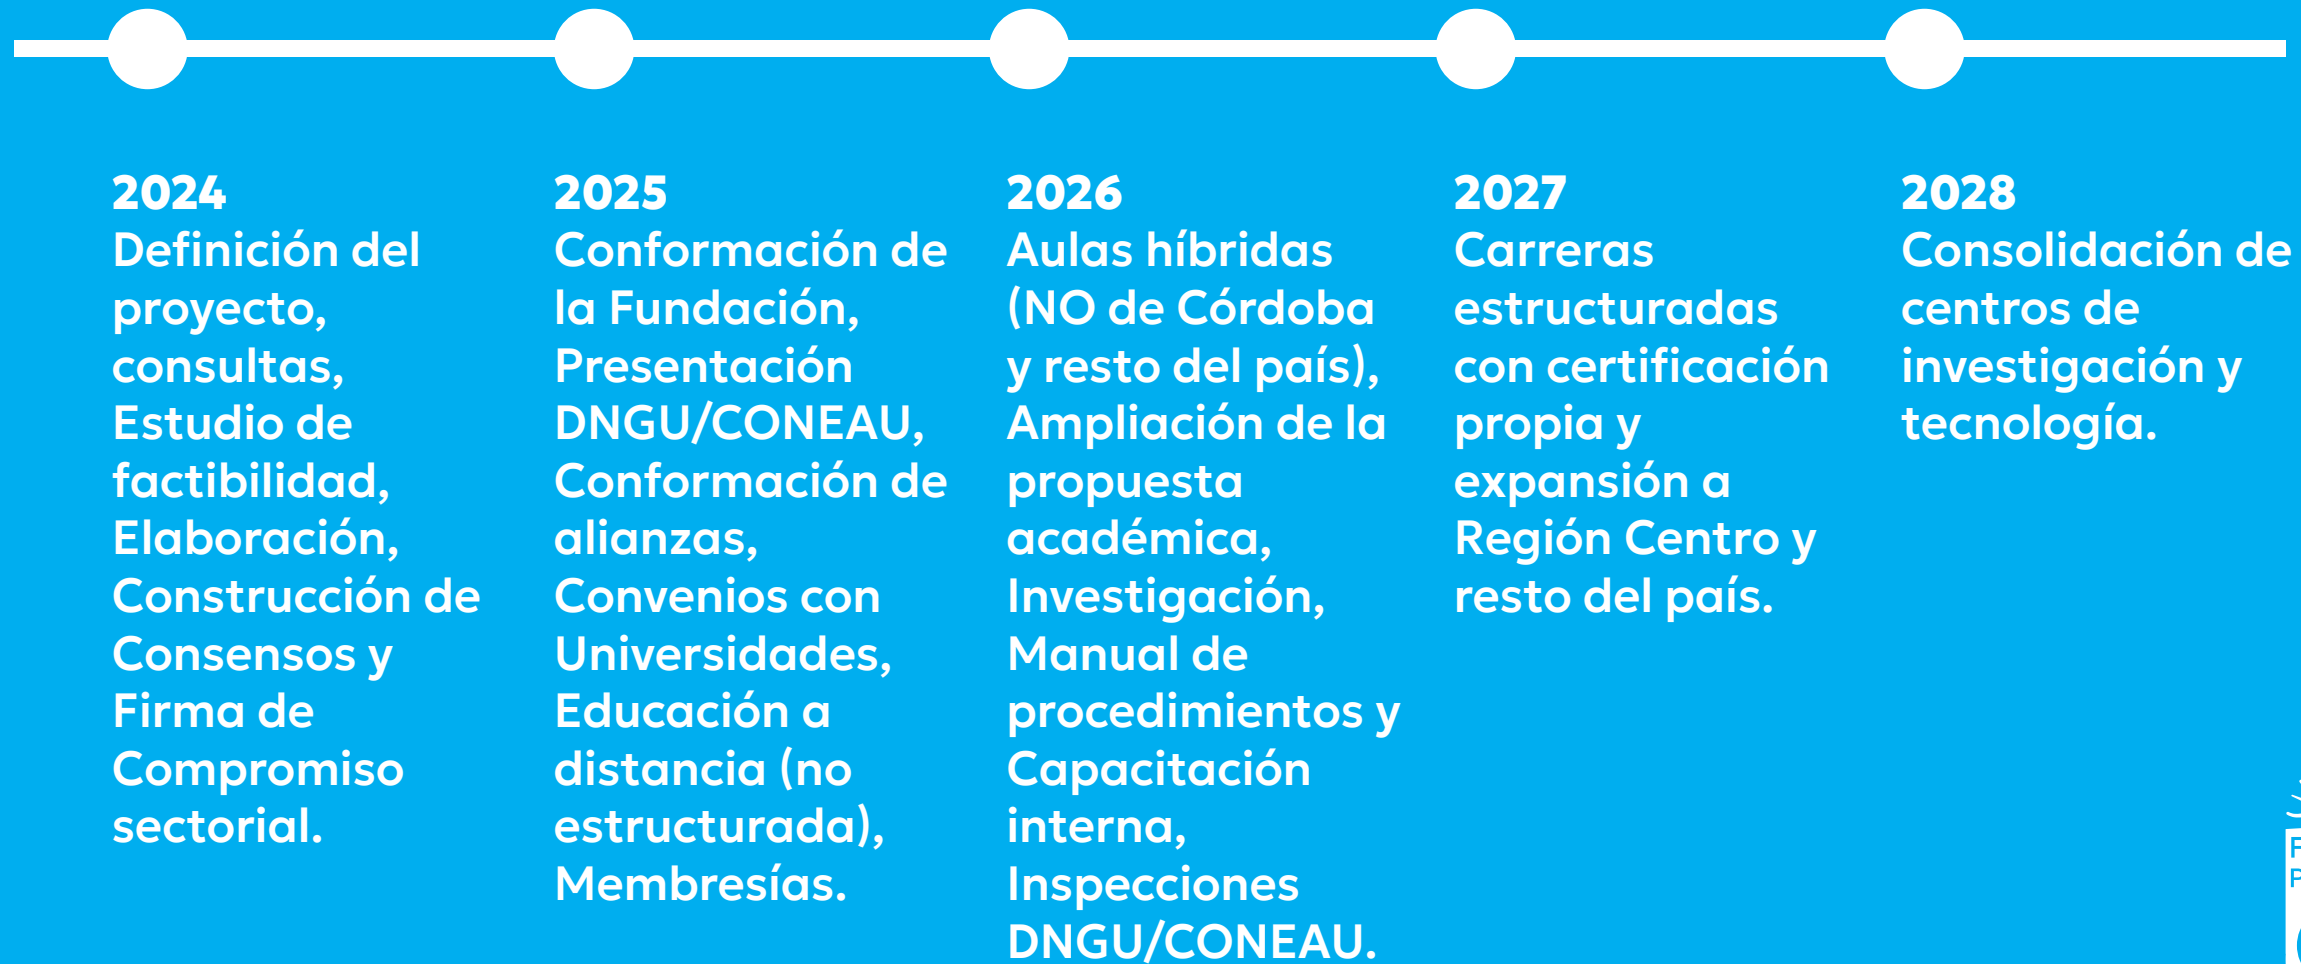 2024
Definición del
proyecto,
consultas,
Estudio de
factibilidad,
Elaboración,
Construcción de
Consensos y
Firma de
Compromiso
sectorial.
2025
Conformación de
la Fundación,
Presentación
DNGU/CONEAU,
Conformación de
alianzas,
Convenios con
Universidades,
Educación a
distancia (no
estructurada),
Membresías.
2026
Aulas híbridas
(NO de Córdoba
y resto del país),
Ampliación de la
propuesta
académica,
Investigación,
Manual de
procedimientos y
Capacitación
interna,
Inspecciones
DNGU/CONEAU.
2027
Carreras
estructuradas
con certificación
propia y
expansión a
Región Centro y
resto del país.
2028
Consolidación de
centros de
investigación y
tecnología.